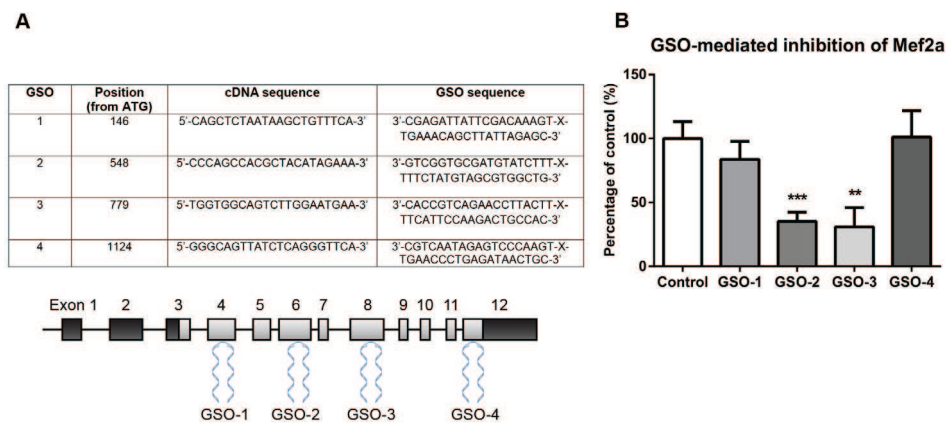 A
GSO Position (from ATG) cDNA sequence GSO sequence
1 146 5'-CAGCTCTAATAAGCTGTTTCA-3' 3'-CGAGATTATTCGACAAAGT-X-
TGAAACAGCTTATTAGAGC-3'
2 548 5'-CCCAGCCACGCTACATAGAAA-3' 3'-GTCGGTGCGATGTATCTTT-X-
TTTCTATGTAGCGTGGCTG-3'
3 779 5'-TGGTGGCAGTCTTGGAATGAA-3' 3'-CACCGTCAGAACCTTACTT-X-
TTCATTCCAAGACTGCCAC-3'
4 1124 5'-GGGCAGTTATCTCAGGGTTCA-3' 3'-CGTCAATAGAGTCCCAAGT-X-
TGAACCCTGAGATAACTGC-3'
Exon 1 2 3 4 5 6 7 8 9 10 11 12
GSO-1 GSO-2 GSO-3 GSO-4
B
GSO-mediated inhibition of Mef2a
Percentage of control (%)
150
100
50
0
*** **
Control GSO-1 GSO-2 GSO-3 GSO-4